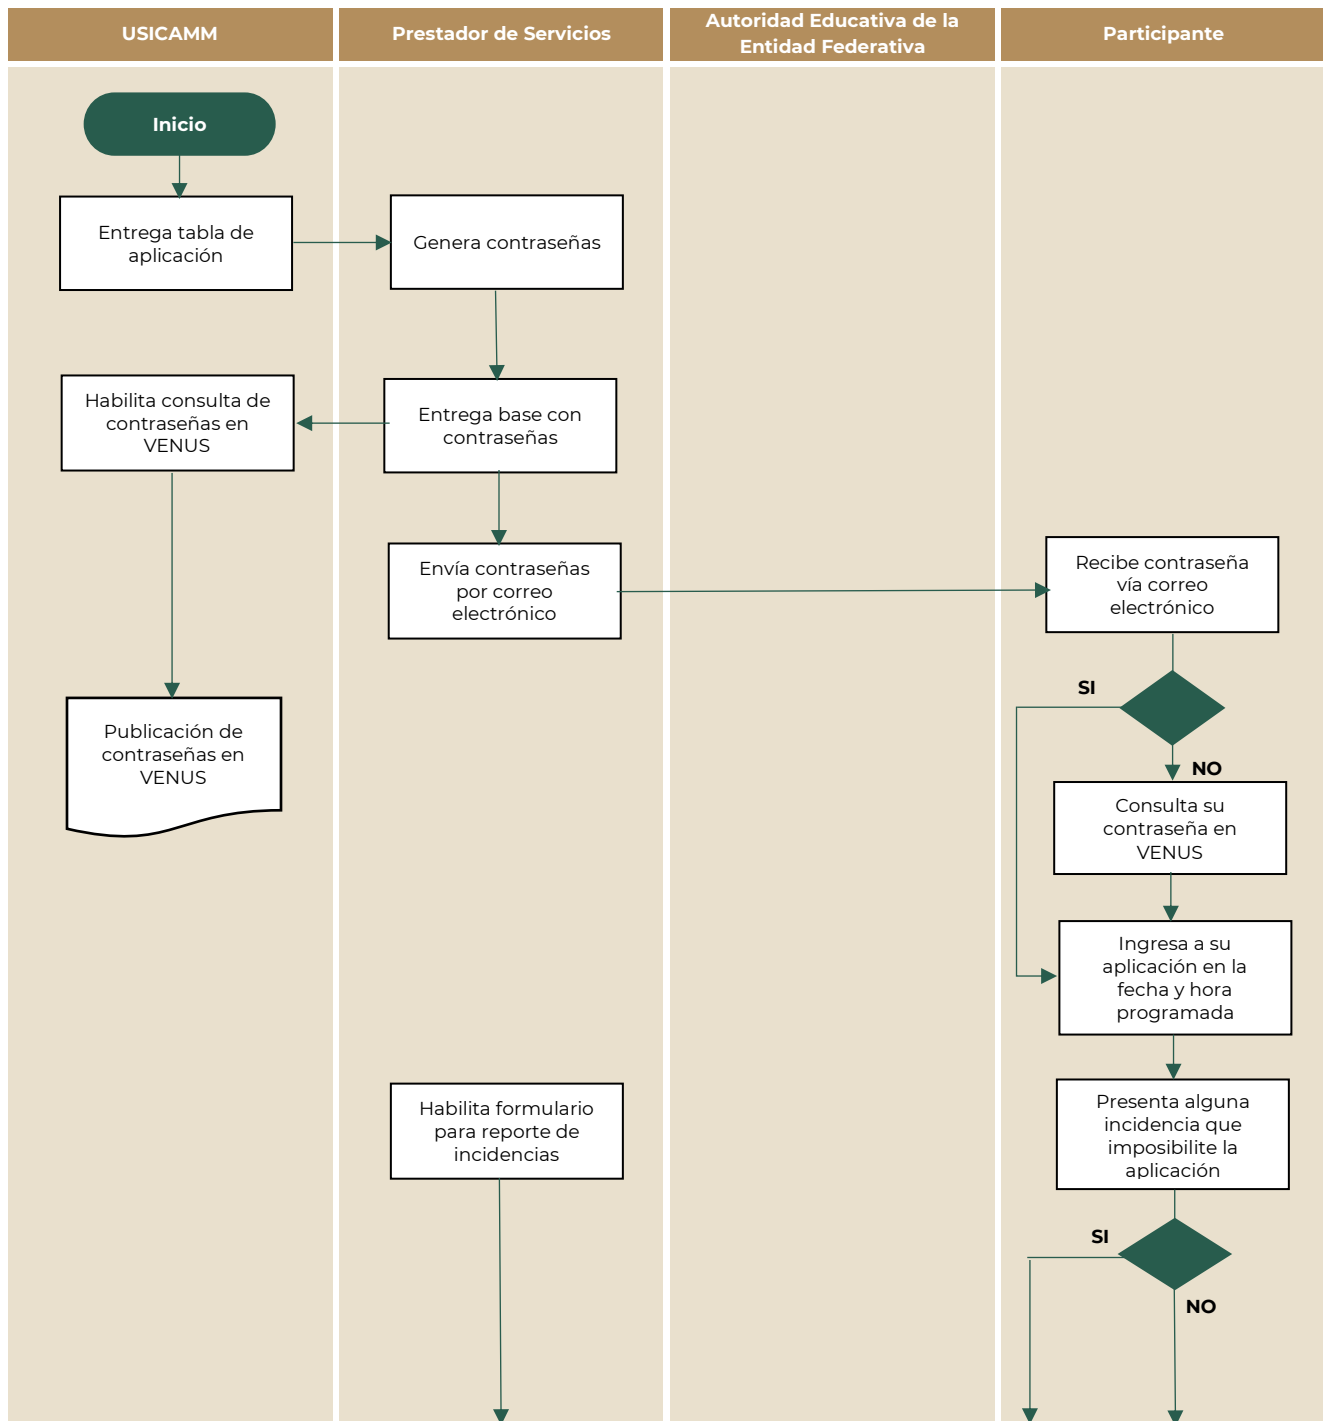 USICAMM
Prestador de Servicios
Autoridad Educativa de la
Entidad Federativa
Participante
Inicio
Entrega tabla de
aplicación
Genera contraseñas
Habilita consulta de
contraseñas en
VENUS
Entrega base con
contraseñas
Envía contraseñas
por correo
electrónico
Recibe contraseña
vía correo
electrónico
SI
NO
Publicación de
contraseñas en
VENUS
Consulta su
contraseña en
VENUS
Ingresa a su
aplicación en la
fecha y hora
programada
Habilita formulario
para reporte de
incidencias
Presenta alguna
incidencia que
imposibilite la
aplicación
SI
NO